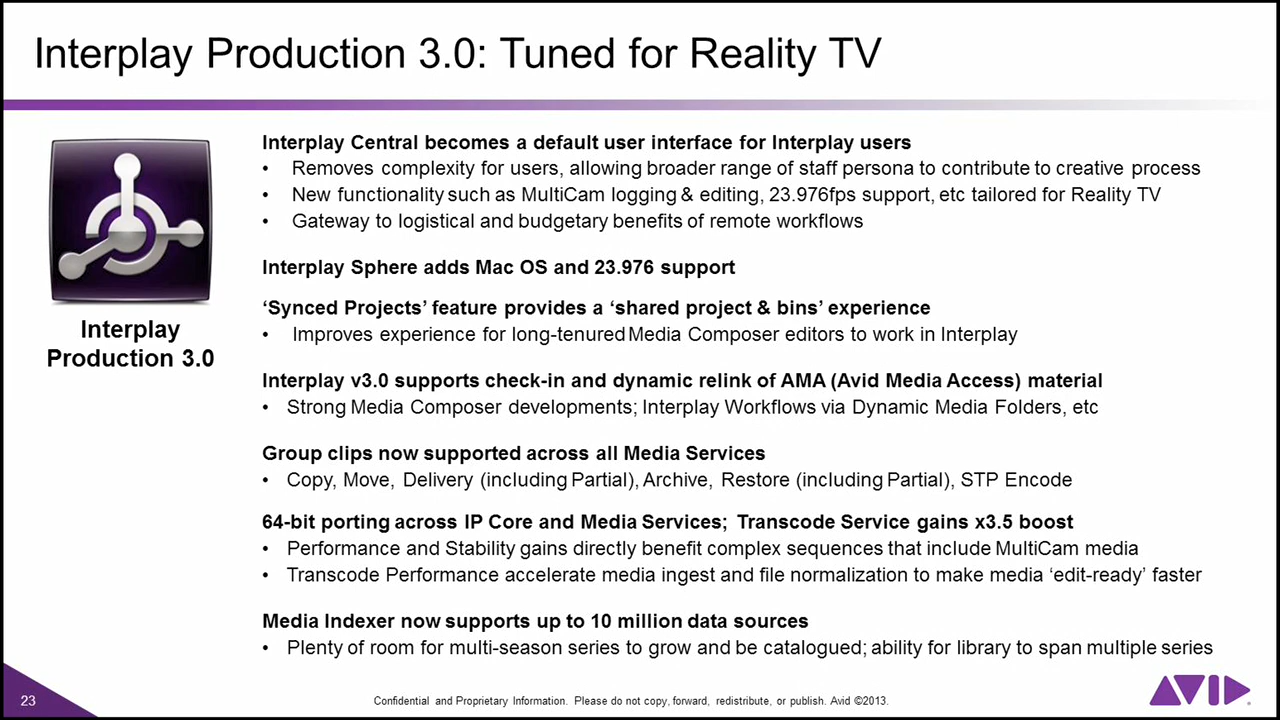 Interplay Production 3.0: Tuned for Reality TV
Interplay
Production 3.0
Interplay Central becomes a default user interface for Interplay users
• Removes complexity for users, allowing broader range of staff persona to contribute to creative process
• New functionality such as MultiCam logging & editing, 23.976fps support, etc tailored for Reality TV
• Gateway to logistical and budgetary benefits of remote workflows
Interplay Sphere adds Mac OS and 23.976 support
‘Synced Projects’ feature provides a ‘shared project & bins’ experience
• Improves experience for long-tenured Media Composer editors to work in Interplay
Interplay v3.0 supports check-in and dynamic relink of AMA (Avid Media Access) material
• Strong Media Composer developments; Interplay Workflows via Dynamic Media Folders, etc
Group clips now supported across all Media Services
• Copy, Move, Delivery (including Partial), Archive, Restore (including Partial), STP Encode
64-bit porting across IP Core and Media Services; Transcode Service gains x3.5 boost
• Performance and Stability gains directly benefit complex sequences that include MultiCam media
• Transcode Performance accelerate media ingest and file normalization to make media ‘edit-ready’ faster
Media Indexer now supports up to 10 million data sources
• Plenty of room for multi-season series to grow and be catalogued; ability for library to span multiple series
23
Confidential and Proprietary Information. Please do not copy, forward, redistribute, or publish. Avid ©2013.
AVID